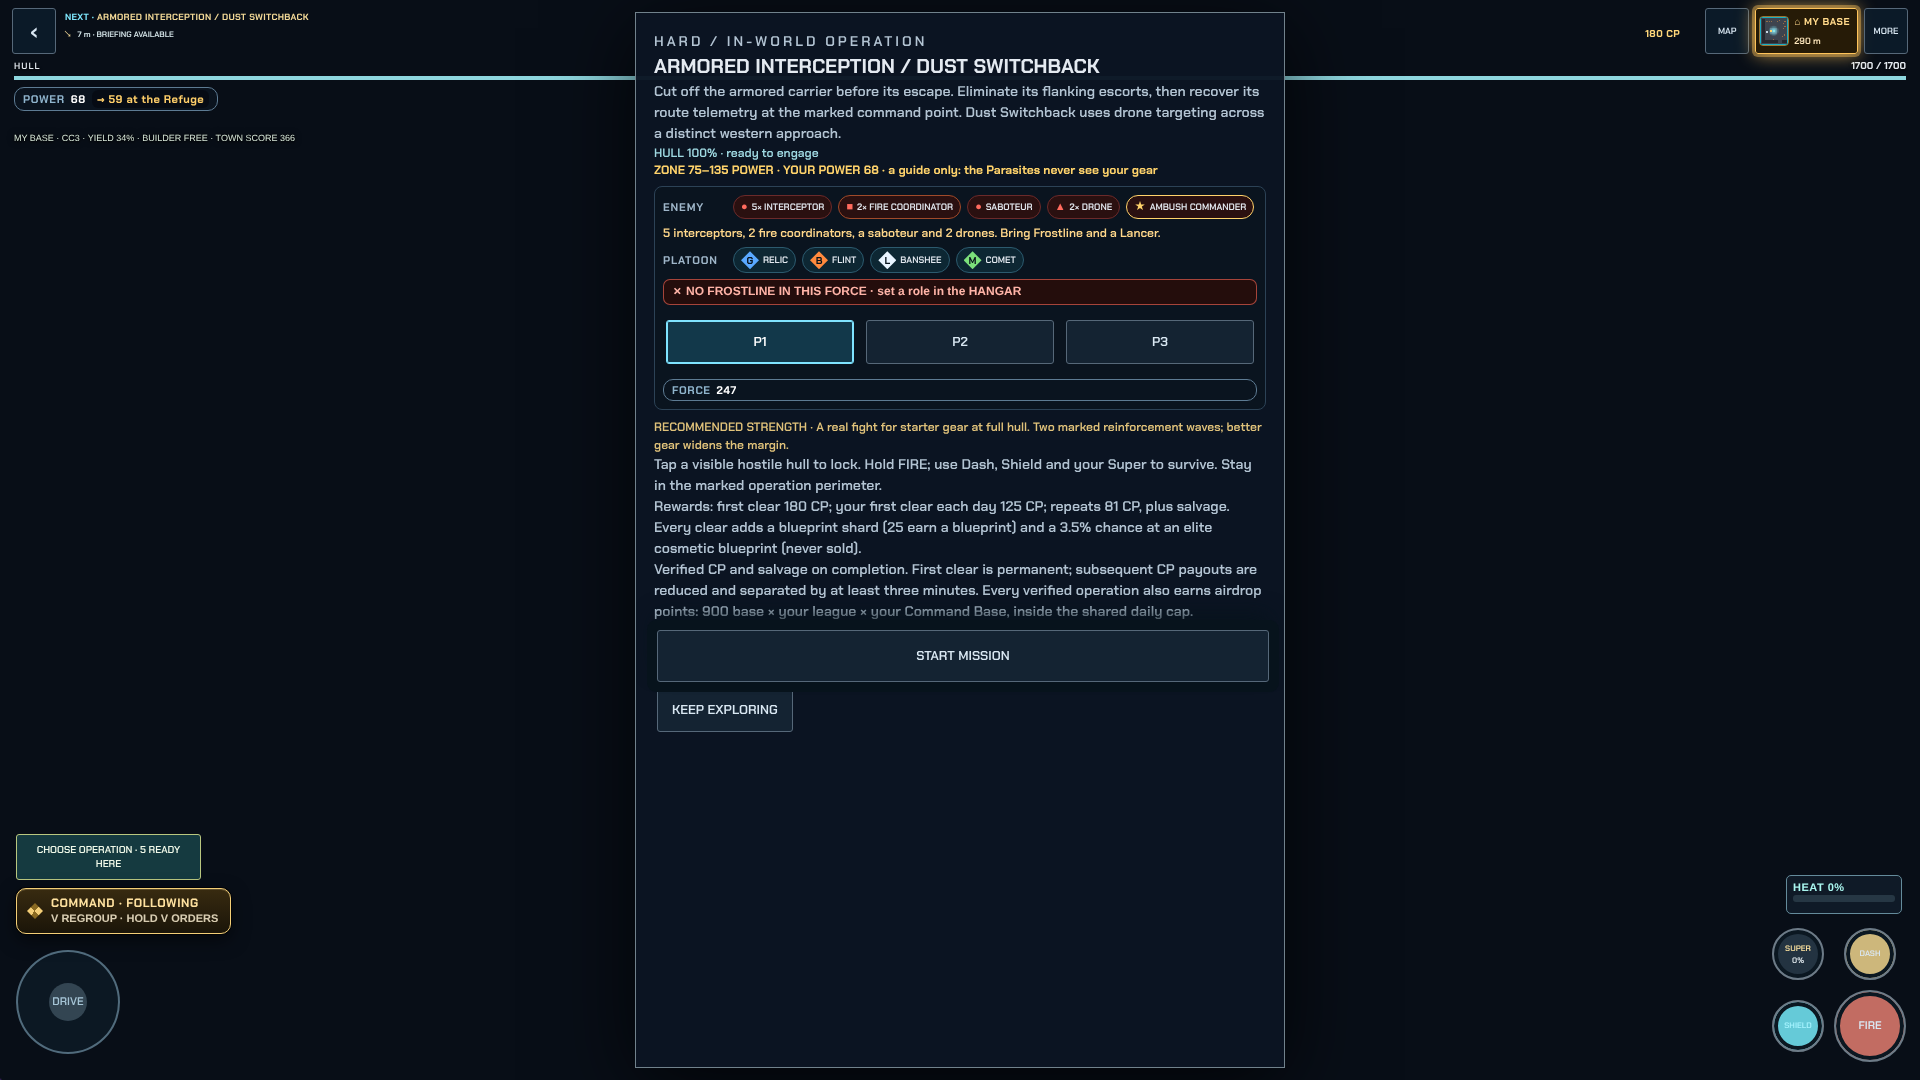 NEXT · ARMORED INTERCEPTION / DUST SWITCHBACK
7 m · BRIEFING AVAILABLE
180 CP
MAP
⌂ MY BASE
290 m
MORE
HULL
1700 / 1700
POWER 68 → 59 at the Refuge
MY BASE · CC3 · YIELD 34% · BUILDER FREE · TOWN SCORE 366
HARD / IN-WORLD OPERATION
ARMORED INTERCEPTION / DUST SWITCHBACK
Cut off the armored carrier before its escape. Eliminate its flanking escorts, then recover its
route telemetry at the marked command point. Dust Switchback uses drone targeting across
a distinct western approach.
HULL 100% · ready to engage
ZONE 75–135 POWER · YOUR POWER 68 · a guide only: the Parasites never see your gear
ENEMY ● 5× INTERCEPTOR ■ 2× FIRE COORDINATOR ● SABOTEUR ▲ 2× DRONE ★ AMBUSH COMMANDER
5 interceptors, 2 fire coordinators, a saboteur and 2 drones. Bring Frostline and a Lancer.
PLATOON G RELIC B FLINT L BANSHEE M COMET
× NO FROSTLINE IN THIS FORCE · set a role in the HANGAR
P1 P2 P3
FORCE 247
RECOMMENDED STRENGTH · A real fight for starter gear at full hull. Two marked reinforcement waves; better
gear widens the margin.
Tap a visible hostile hull to lock. Hold FIRE; use Dash, Shield and your Super to survive. Stay
in the marked operation perimeter.
Rewards: first clear 180 CP; your first clear each day 125 CP; repeats 81 CP, plus salvage.
Every clear adds a blueprint shard (25 earn a blueprint) and a 3.5% chance at an elite
cosmetic blueprint (never sold).
Verified CP and salvage on completion. First clear is permanent; subsequent CP payouts are
reduced and separated by at least three minutes. Every verified operation also earns airdrop
points: 900 base × your league × your Command Base, inside the shared daily cap.
START MISSION
KEEP EXPLORING
CHOOSE OPERATION · 5 READY
HERE
COMMAND · FOLLOWING
V REGROUP · HOLD V ORDERS
DRIVE
HEAT 0%
SUPER
0%
DASH
SHIELD
FIRE